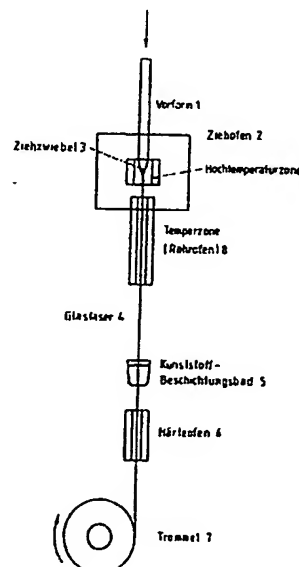 Vorform 1
Ziehofen 2
Ziehzwiebel 3
Hochtemperaturzone
Temperzone
(Rohrofen) 8
Glasfaser 4
Kunststoff-
Beschichtungsbad 5
Härteofen 6
Trommel 7